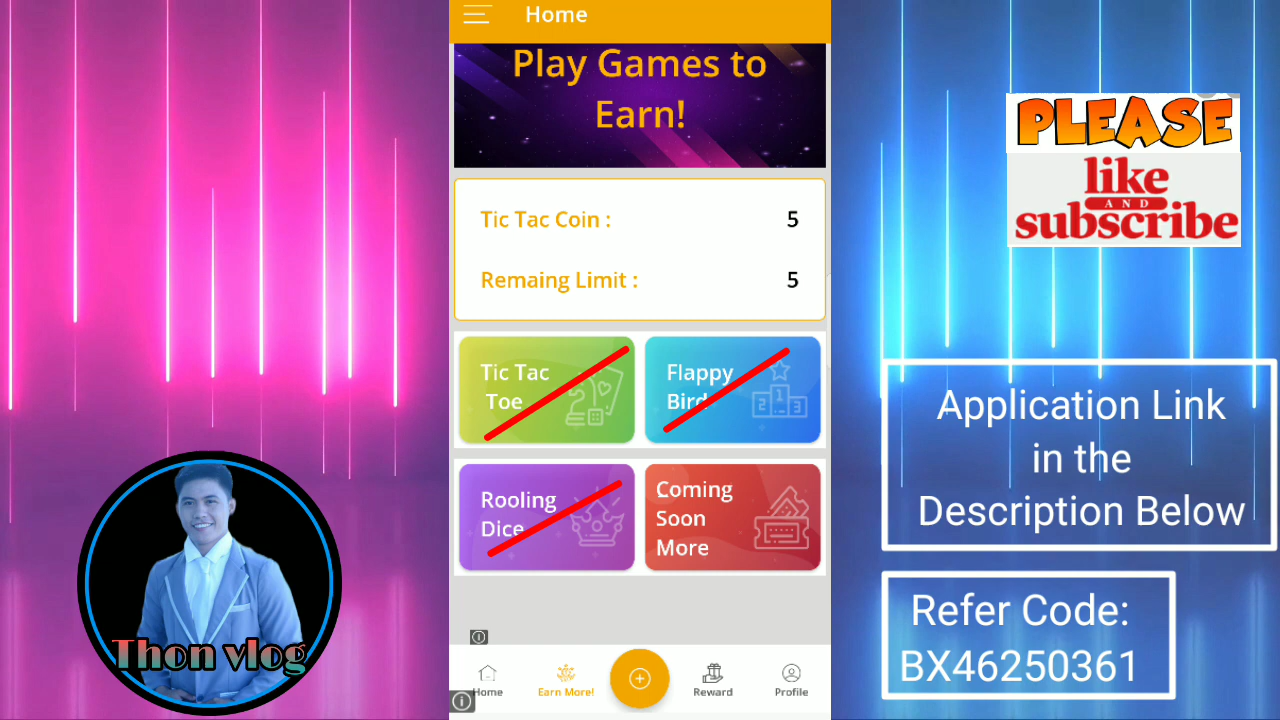 Home
Play Games to
Earn!
Tic Tac Coin : 5
Remaing Limit : 5
Tic Tac
Toe
Flappy
Bird
Rooling
Dice
Coming
Soon
More
Home
Earn More!
Reward
Profile
Thon vlog
PLEASE
like
AND
subscribe
Application Link
in the
Description Below
Refer Code:
BX46250361